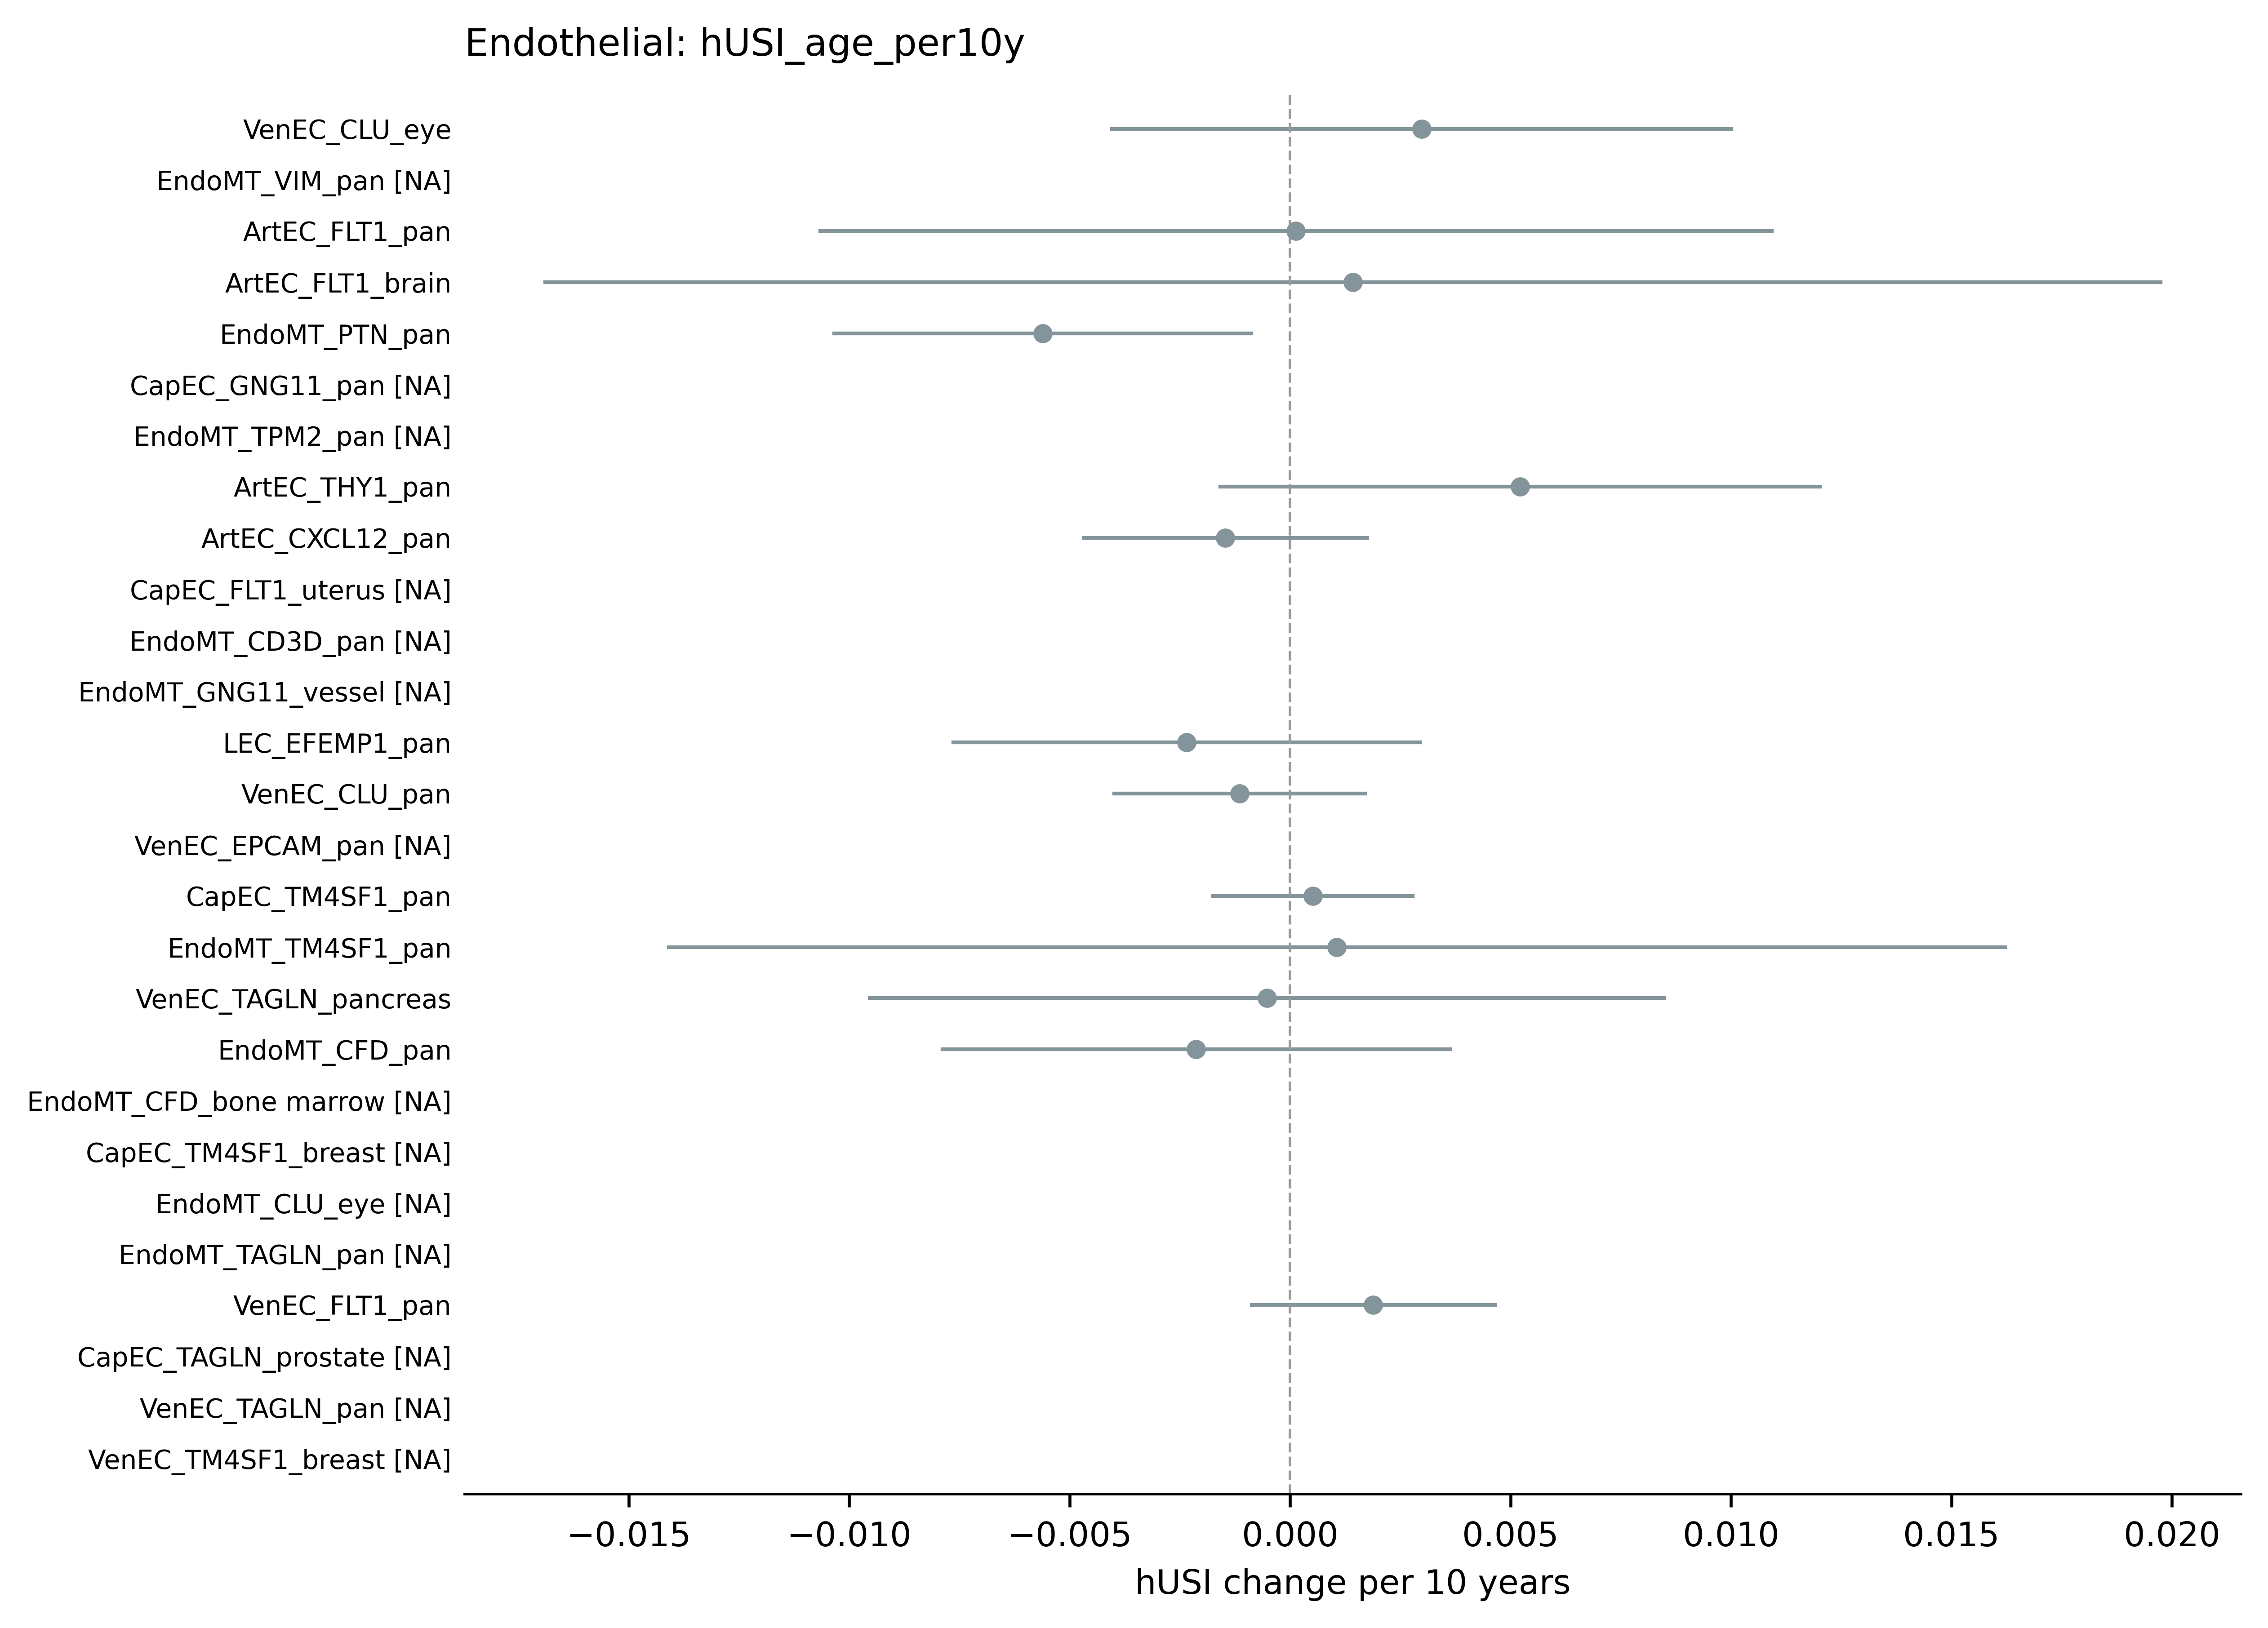 Endothelial: hUSI_age_per10y
VenEC_CLU_eye
EndoMT_VIM_pan [NA]
ArtEC_FLT1_pan
ArtEC_FLT1_brain
EndoMT_PTN_pan
CapEC_GNG11_pan [NA]
EndoMT_TPM2_pan [NA]
ArtEC_THY1_pan
ArtEC_CXCL12_pan
CapEC_FLT1_uterus [NA]
EndoMT_CD3D_pan [NA]
EndoMT_GNG11_vessel [NA]
LEC_EFEMP1_pan
VenEC_CLU_pan
VenEC_EPCAM_pan [NA]
CapEC_TM4SF1_pan
EndoMT_TM4SF1_pan
VenEC_TAGLN_pancreas
EndoMT_CFD_pan
EndoMT_CFD_bone marrow [NA]
CapEC_TM4SF1_breast [NA]
EndoMT_CLU_eye [NA]
EndoMT_TAGLN_pan [NA]
VenEC_FLT1_pan
CapEC_TAGLN_prostate [NA]
VenEC_TAGLN_pan [NA]
VenEC_TM4SF1_breast [NA]
−0.015 −0.010 −0.005 0.000 0.005 0.010 0.015 0.020
hUSI change per 10 years